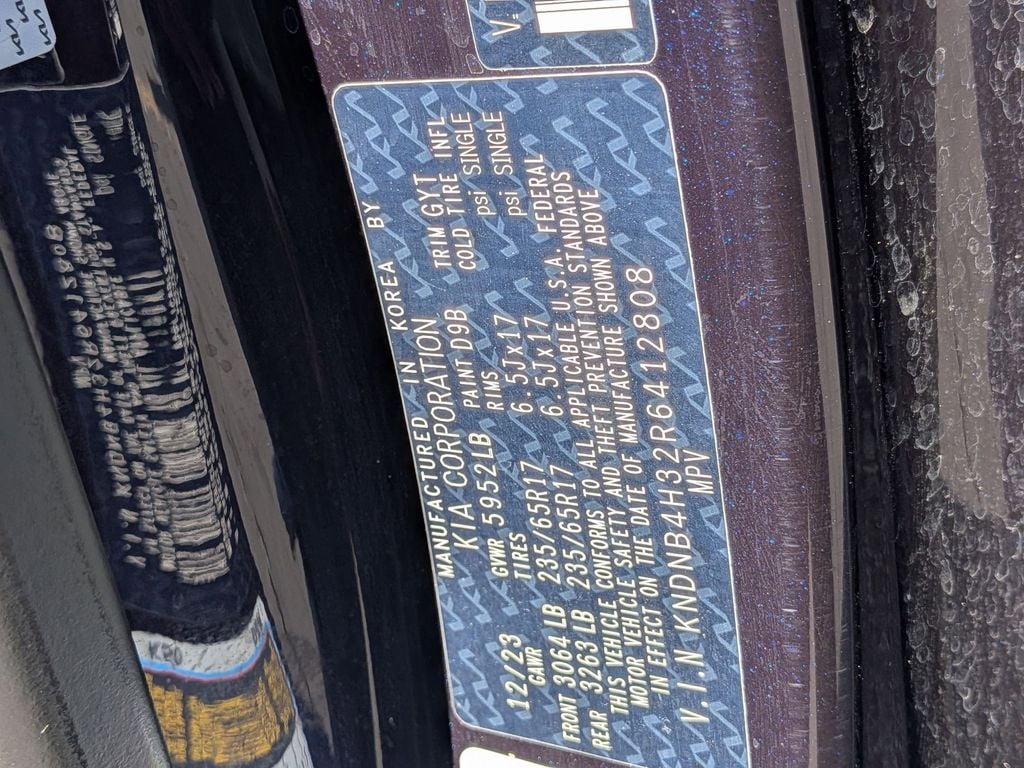 MANUFACTURED IN KOREA BY
KIA CORPORATION
12/23 GVWR 5952LB PAINT D9B TRIM GYT
GAWR TIRES RIMS COLD TIRE INFL
FRONT 3064 LB 235/65R17 6.5Jx17 psi SINGLE
REAR 3263 LB 235/65R17 6.5Jx17 psi SINGLE
THIS VEHICLE CONFORMS TO ALL APPLICABLE U.S.A. FEDERAL
MOTOR VEHICLE SAFETY AND THEFT PREVENTION STANDARDS
IN EFFECT ON THE DATE OF MANUFACTURE SHOWN ABOVE
V.I.N KNDNB4H32R6412808
MPV
V.